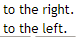 to the right.
to the left.